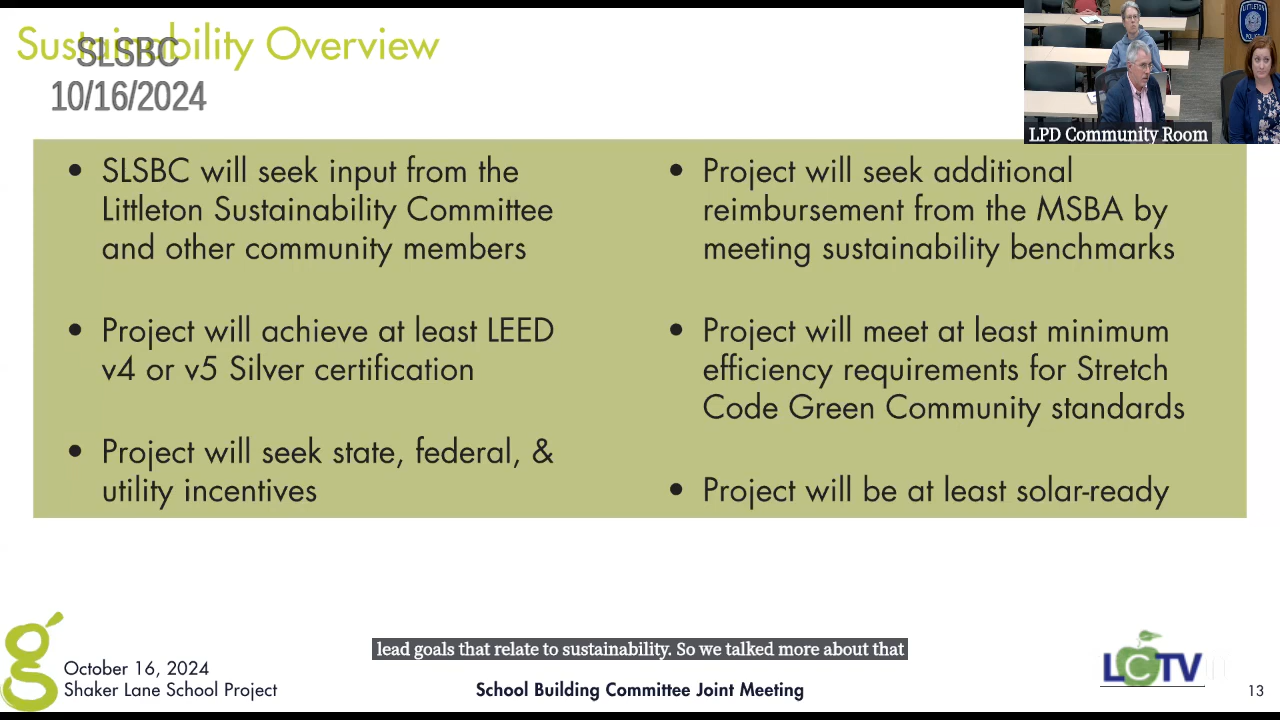 Sustainability Overview
SLSBC
10/16/2024
LITTLETON
POLICE
LPD Community Room
• SLSBC will seek input from the
Littleton Sustainability Committee
and other community members
• Project will achieve at least LEED
v4 or v5 Silver certification
• Project will seek state, federal, &
utility incentives
• Project will seek additional
reimbursement from the MSBA by
meeting sustainability benchmarks
• Project will meet at least minimum
efficiency requirements for Stretch
Code Green Community standards
• Project will be at least solar-ready
lead goals that relate to sustainability. So we talked more about that
g
October 16, 2024
Shaker Lane School Project
School Building Committee Joint Meeting
LCTV
13